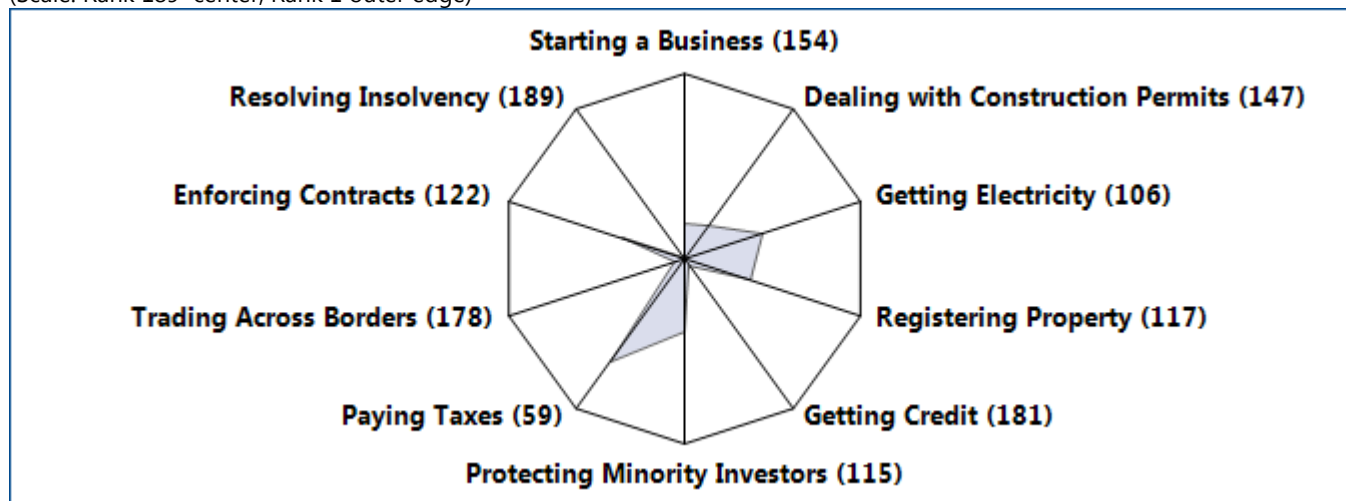 (Scale: Rank 189 center, Rank 1 outer edge)
Starting a Business (154)
Resolving Insolvency (189)
Dealing with Construction Permits (147)
Enforcing Contracts (122)
Getting Electricity (106)
Trading Across Borders (178)
Registering Property (117)
Paying Taxes (59)
Getting Credit (181)
Protecting Minority Investors (115)